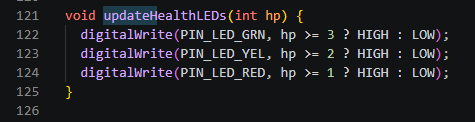 121 void updateHealthLEDs(int hp) {
122   digitalWrite(PIN_LED_GRN, hp >= 3 ? HIGH : LOW);
123   digitalWrite(PIN_LED_YEL, hp >= 2 ? HIGH : LOW);
124   digitalWrite(PIN_LED_RED, hp >= 1 ? HIGH : LOW);
125 }
126